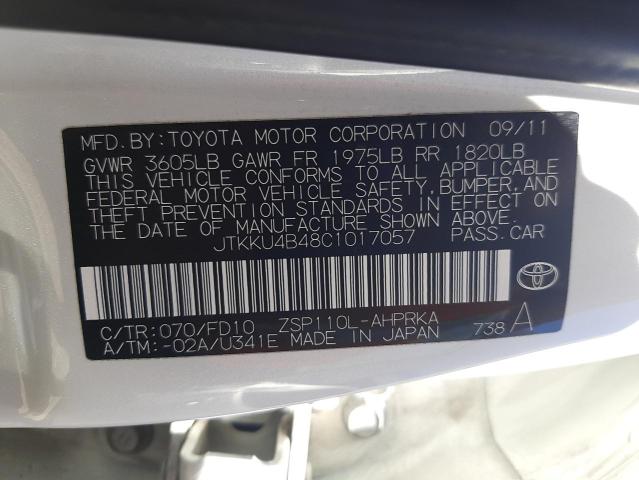 MFD. BY: TOYOTA MOTOR CORPORATION 09/11
GVWR 3605LB GAWR FR 1975LB RR 1820LB
THIS VEHICLE CONFORMS TO ALL APPLICABLE
FEDERAL MOTOR VEHICLE SAFETY, BUMPER, AND
THEFT PREVENTION STANDARDS IN EFFECT ON
THE DATE OF MANUFACTURE SHOWN ABOVE.
JTKKU4B48C1017057 PASS. CAR
C/TR: 070/FD10 ZSP110L-AHPRKA
A/TM: -02A/U341E MADE IN JAPAN 738 A